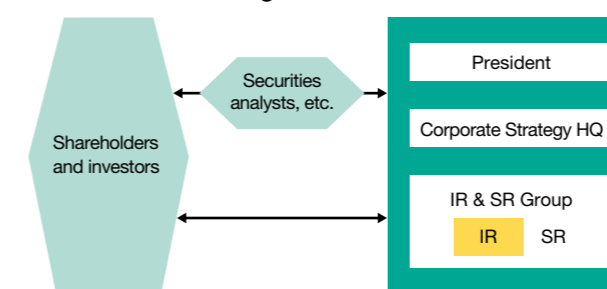 Shareholders
and investors
Securities
analysts, etc.
President
Corporate Strategy HQ
IR & SR Group
IR
SR